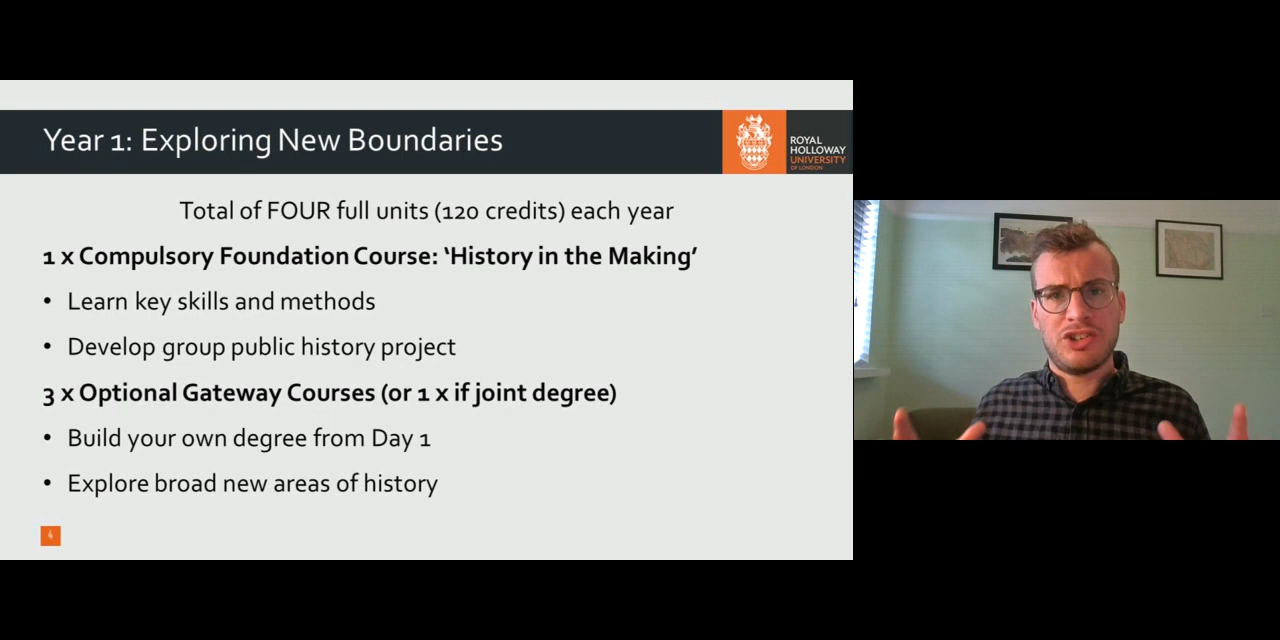 Year 1: Exploring New Boundaries
ROYAL
HOLLOWAY
UNIVERSITY
OF LONDON
Total of FOUR full units (120 credits) each year
1 x Compulsory Foundation Course: ‘History in the Making’
• Learn key skills and methods
• Develop group public history project
3 x Optional Gateway Courses (or 1 x if joint degree)
• Build your own degree from Day 1
• Explore broad new areas of history
4